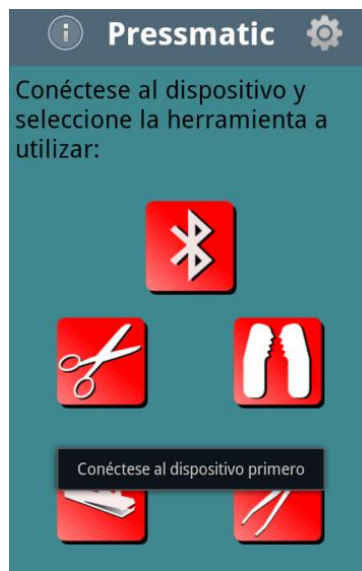 Pressmatic
Conéctese al dispositivo y
seleccione la herramienta a
utilizar:
Conéctese al dispositivo primero